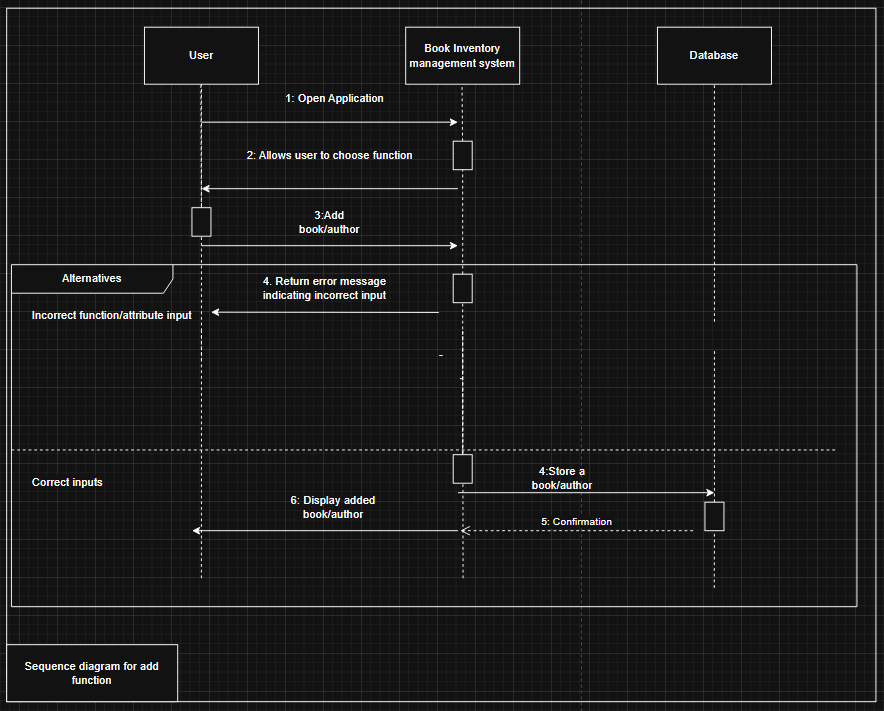 User
Book Inventory
management system
Database
1: Open Application
2: Allows user to choose function
3:Add
book/author
Alternatives
4. Return error message
indicating incorrect input
Incorrect function/attribute input
Correct inputs
4:Store a
book/author
6: Display added
book/author
5: Confirmation
Sequence diagram for add
function